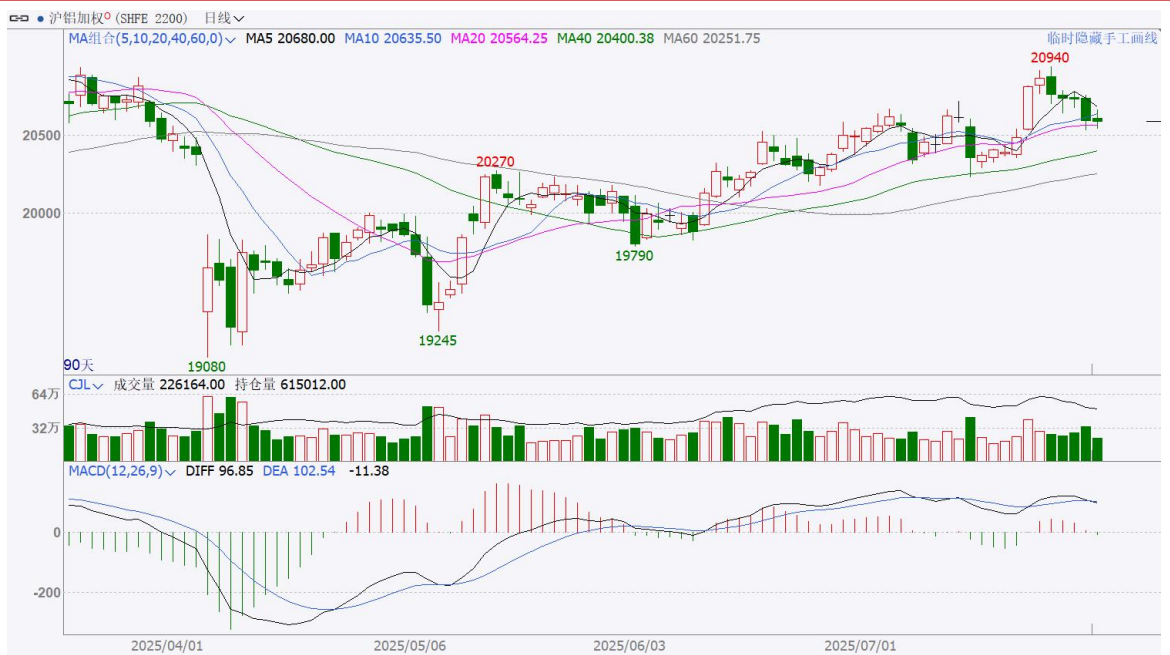 沪铝加权 (SHFE 2200) 日线
MA组合(5,10,20,40,60,0) MA5 20680.00 MA10 20635.50 MA20 20564.25 MA40 20400.38 MA60 20251.75
临时隐藏手工画线
20940
20500
20270
20000
19790
19245
19080
90天
CJL 成交量 226164.00 持仓量 615012.00
64万
32万
MACD(12,26,9) DIFF 96.85 DEA 102.54 -11.38
0
-200
2025/04/01 2025/05/06 2025/06/03 2025/07/01